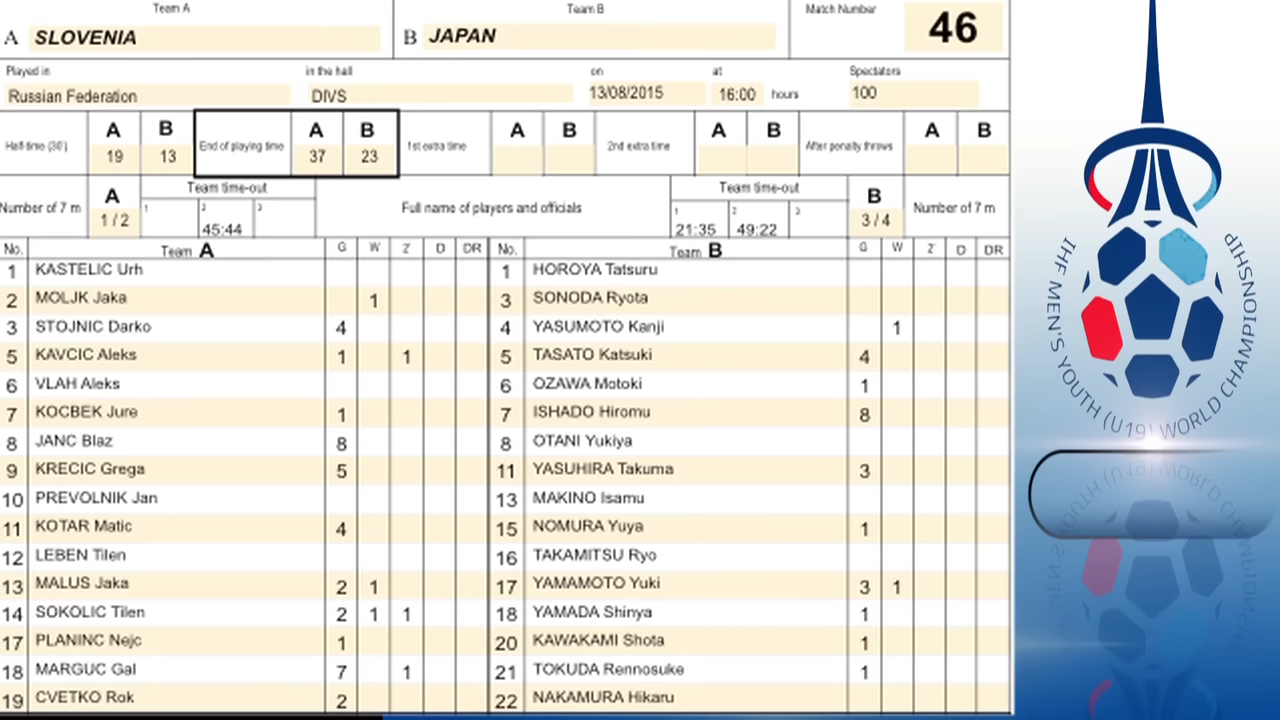 Team A Team B Match Number
A SLOVENIA B JAPAN 46
Played in in the hall on at Spectators
Russian Federation DIVS 13/08/2015 16:00 hours 100
Half-time (30') A B End of playing time A B 1st extra time A B 2nd extra time A B After penalty throws A B
19 13 37 23
Number of 7 m A Team time-out Full name of players and officials Team time-out B Number of 7 m
1 / 2 1 2 45:44 3 1 21:35 2 49:22 3 3 / 4
No. Team A G W 2' D DR No. Team B G W 2' D DR
1 KASTELIC Urh 1 HOROYA Tatsuru
2 MOLJK Jaka 1 3 SONODA Ryota
3 STOJNIC Darko 4 4 YASUMOTO Kanji 1
5 KAVCIC Aleks 1 1 5 TASATO Katsuki 4
6 VLAH Aleks 6 OZAWA Motoki 1
7 KOCBEK Jure 1 7 ISHADO Hiromu 8
8 JANC Blaz 8 8 OTANI Yukiya
9 KRECIC Grega 5 11 YASUHIRA Takuma 3
10 PREVOLNIK Jan 13 MAKINO Isamu
11 KOTAR Matic 4 15 NOMURA Yuya 1
12 LEBEN Tilen 16 TAKAMITSU Ryo
13 MALUS Jaka 2 1 17 YAMAMOTO Yuki 3 1
14 SOKOLIC Tilen 2 1 1 18 YAMADA Shinya 1
17 PLANINC Nejc 1 20 KAWAKAMI Shota 1
18 MARGUC Gal 7 1 21 TOKUDA Rennosuke 1
19 CVETKO Rok 2 22 NAKAMURA Hikaru
IHF MEN'S YOUTH (U19) WORLD CHAMPIONSHIP